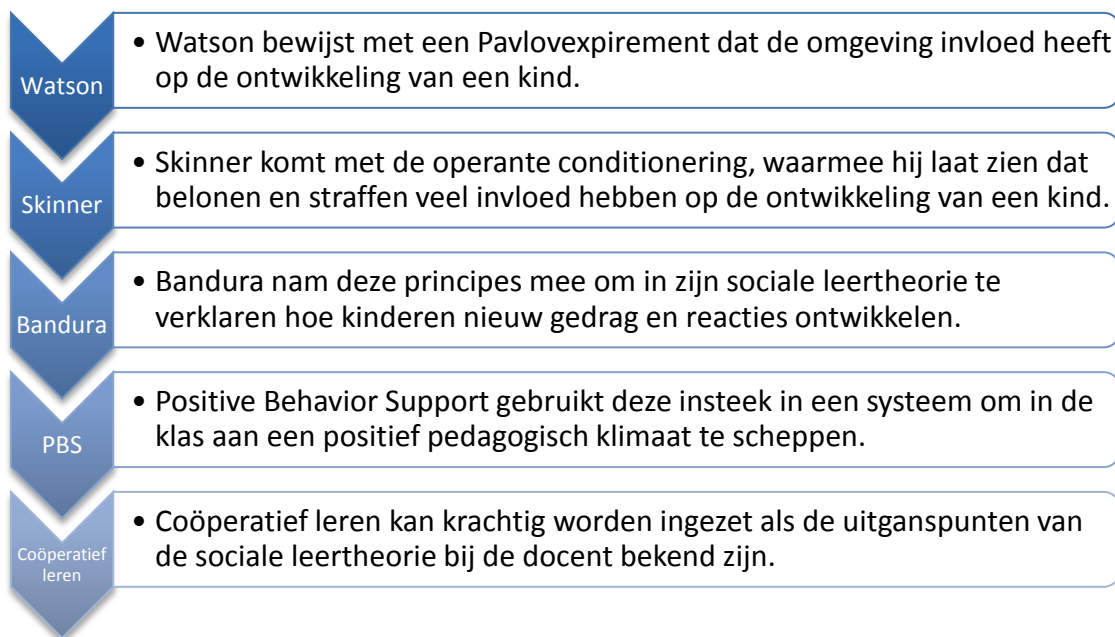 Watson
• Watson bewijst met een Pavlovexpirement dat de omgeving invloed heeft
op de ontwikkeling van een kind.
Skinner
• Skinner komt met de operante conditionering, waarmee hij laat zien dat
belonen en straffen veel invloed hebben op de ontwikkeling van een kind.
Bandura
• Bandura nam deze principes mee om in zijn sociale leertheorie te
verklaren hoe kinderen nieuw gedrag en reacties ontwikkelen.
PBS
• Positive Behavior Support gebruikt deze insteek in een systeem om in de
klas aan een positief pedagogisch klimaat te scheppen.
Coöperatief
leren
• Coöperatief leren kan krachtig worden ingezet als de uitganspunten van
de sociale leertheorie bij de docent bekend zijn.